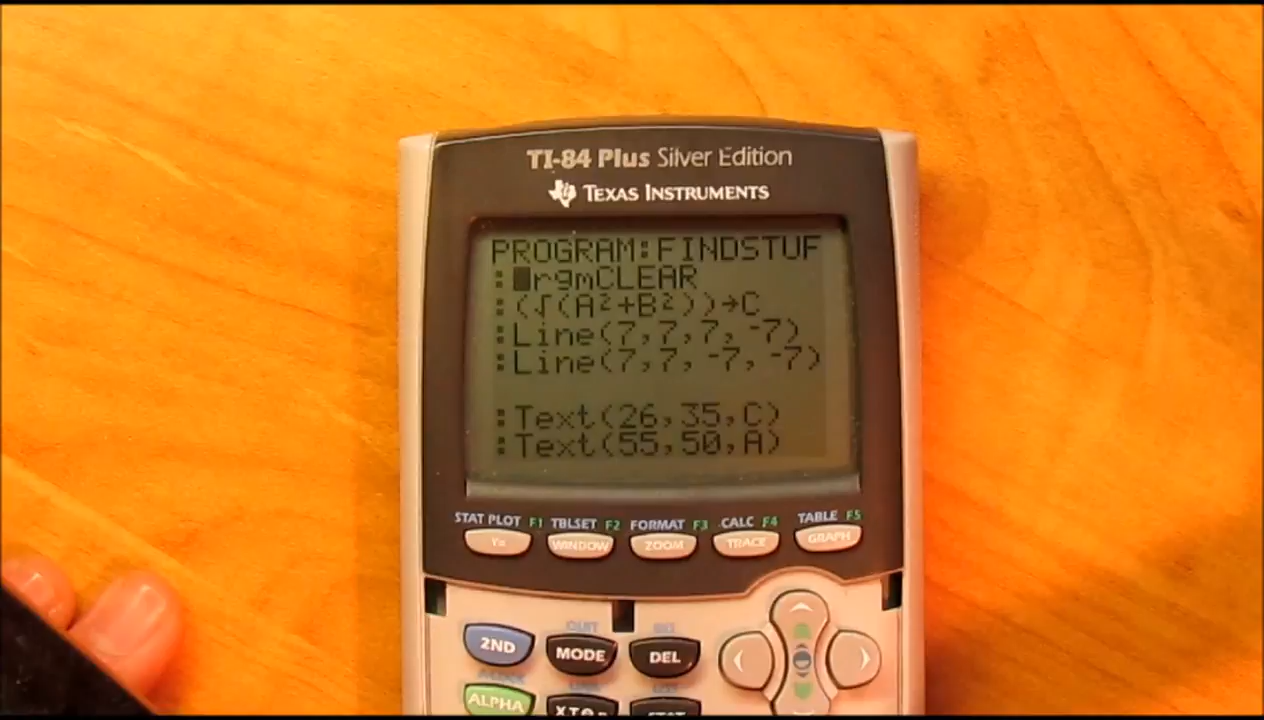 TI-84 Plus Silver Edition
TEXAS INSTRUMENTS
PROGRAM:FINDSTUF
:rgmCLEAR
:(√(A²+B²))→C
:Line(7,7,7,-7)
:Line(7,7,-7,-7)
:Text(26,35,C)
:Text(55,50,A)
STAT PLOT F1 TBLSET F2 FORMAT F3 CALC F4 TABLE F5
Y= WINDOW ZOOM TRACE GRAPH
QUIT INS
2ND MODE DEL
A-LOCK
ALPHA STAT